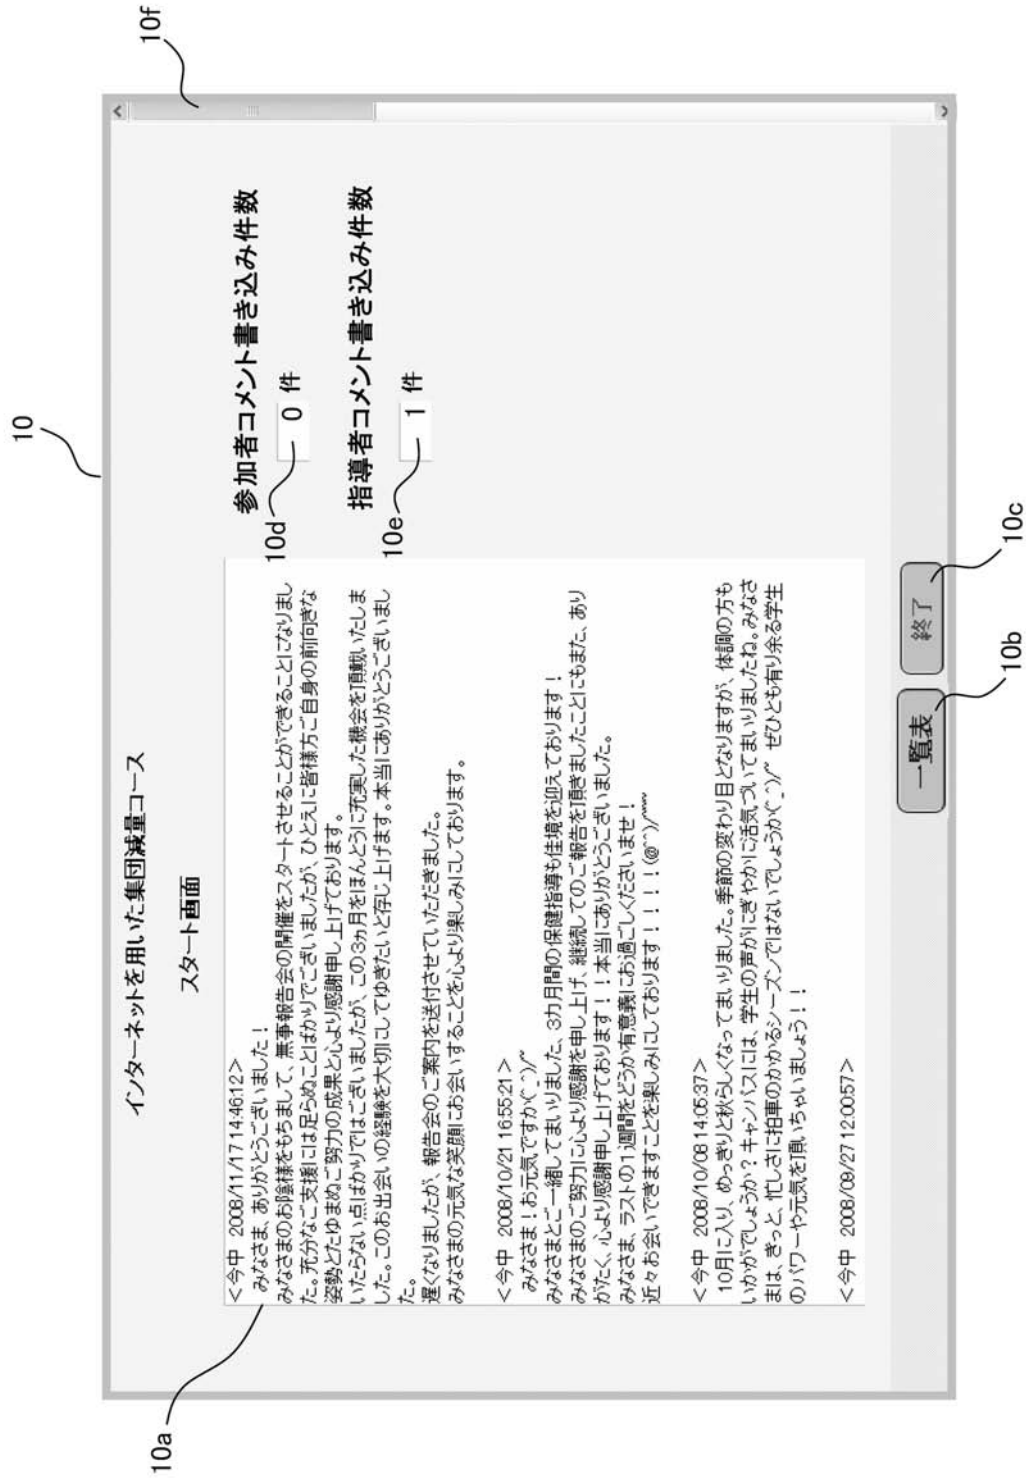 10
10f
インターネットを用いた集団減量コース
スタート画面
10a
<今中 2008/11/17 14:46:12>
みなさま、ありがとうございました！
みなさまのお陰様をもちまして、無事報告会の開催をスタートさせることができることになりまし
た。充分なご支援には足らぬことばかりでございましたが、ひとえに皆様方ご自身の前向きな
姿勢とたゆまぬご努力の成果と心より感謝申し上げております。
いたらない点ばかりではございましたが、この3ヵ月をほんとうに充実した機会を頂戴いたしま
した。このお出会いの経験を大切にしてゆきたいと存じ上げます。本当にありがとうございまし
た。
遅くなりましたが、報告会のご案内を送付させていただきました。
みなさまの元気な笑顔にお会いすることを心より楽しみにしております。
<今中 2008/10/21 16:55:21>
みなさま！お元気ですか(^_^)/~
みなさまとご一緒してまいりました、3カ月間の保健指導も佳境を迎えております！
みなさまのご努力に心より感謝を申し上げ、継続してのご報告を頂きましたことにもまた、あり
がたく、心より感謝申し上げております！！本当にありがとうございました。
みなさま、ラストの1週間をどうか有意義にお過ごしくださいませ！
近々お会いできますことを楽しみにしております！！！！(@^^)/~~~
<今中 2008/10/08 14:05:37>
10月に入り、めっきりと秋らしくなってまいりました。季節の変わり目となりますが、体調の方も
いかがでしょうか？キャンパスには、学生の声がにぎやかに活気づいてまいりましたね。みなさ
まは、きっと、忙しさに拍車のかかるシーズンではないでしょうか(^_^)/~ ぜひとも有り余る学生
のパワーや元気を頂いちゃいましょう！！
<今中 2008/09/27 12:00:57>
参加者コメント書き込み件数
10d
0 件
指導者コメント書き込み件数
10e
1 件
一覧表
終了
10b
10c